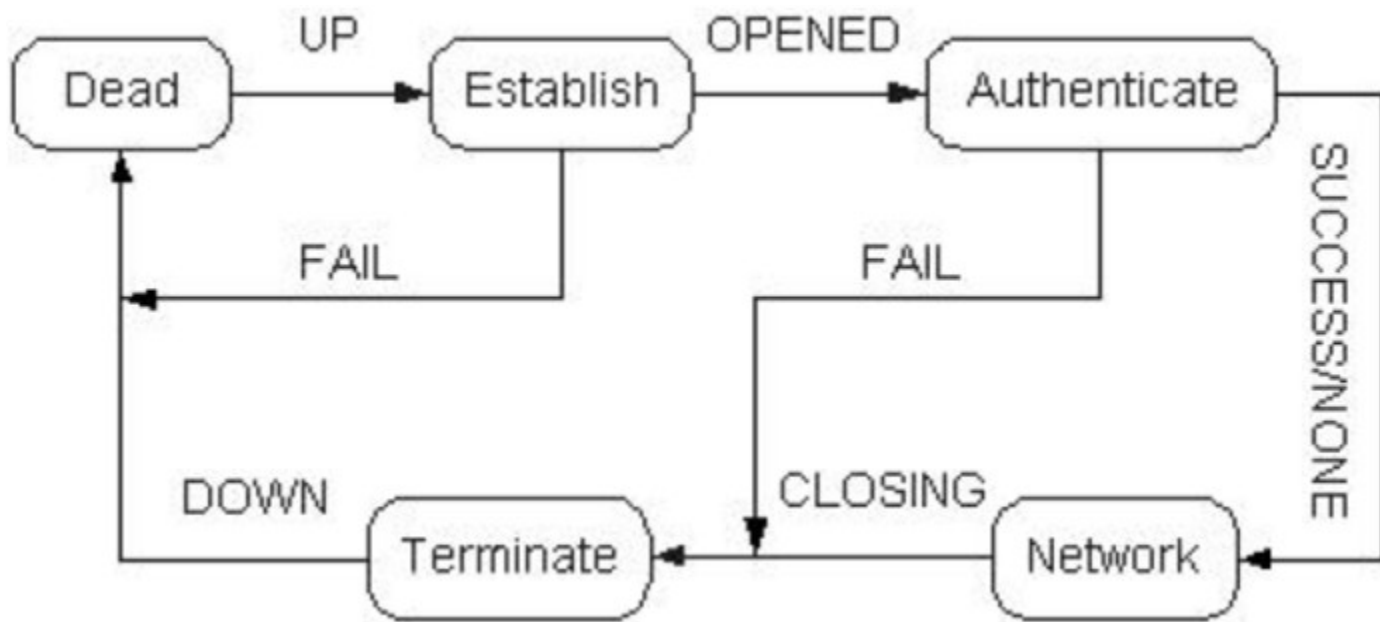 UP
OPENED
Dead
Establish
Authenticate
SUCCESS/NONE
FAIL
FAIL
DOWN
CLOSING
Terminate
Network